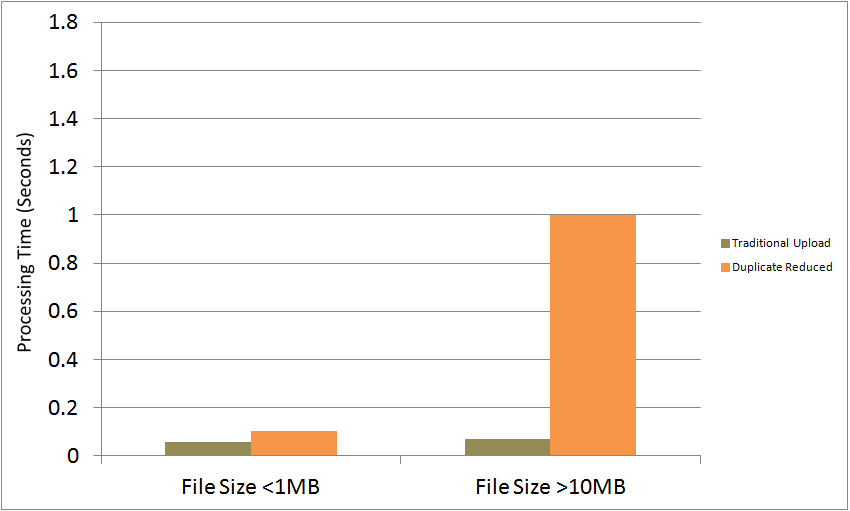 1.8
1.6
1.4
1.2
1
0.8
0.6
0.4
0.2
0
Processing Time (Seconds)
File Size <1MB
File Size >10MB
Traditional Upload
Duplicate Reduced